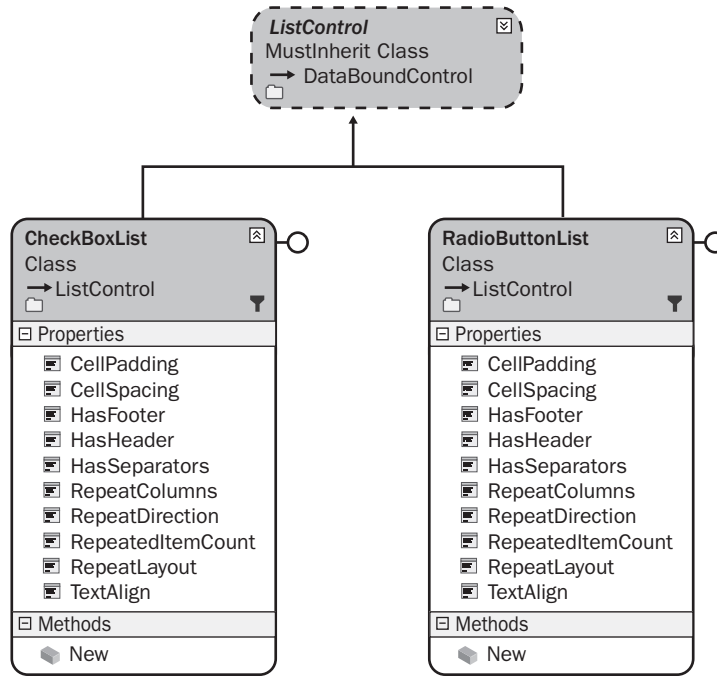 ListControl
MustInherit Class
DataBoundControl
CheckBoxList
Class
ListControl
Properties
CellPadding
CellSpacing
HasFooter
HasHeader
HasSeparators
RepeatColumns
RepeatDirection
RepeatedItemCount
RepeatLayout
TextAlign
Methods
New
RadioButtonList
Class
ListControl
Properties
CellPadding
CellSpacing
HasFooter
HasHeader
HasSeparators
RepeatColumns
RepeatDirection
RepeatedItemCount
RepeatLayout
TextAlign
Methods
New